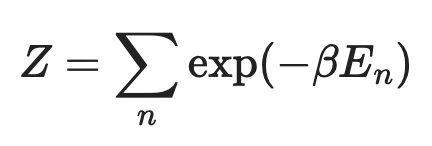 Z = ∑ exp(−βEₙ)
n